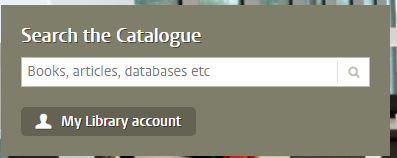 Search the Catalogue
Books, articles, databases etc
My Library account